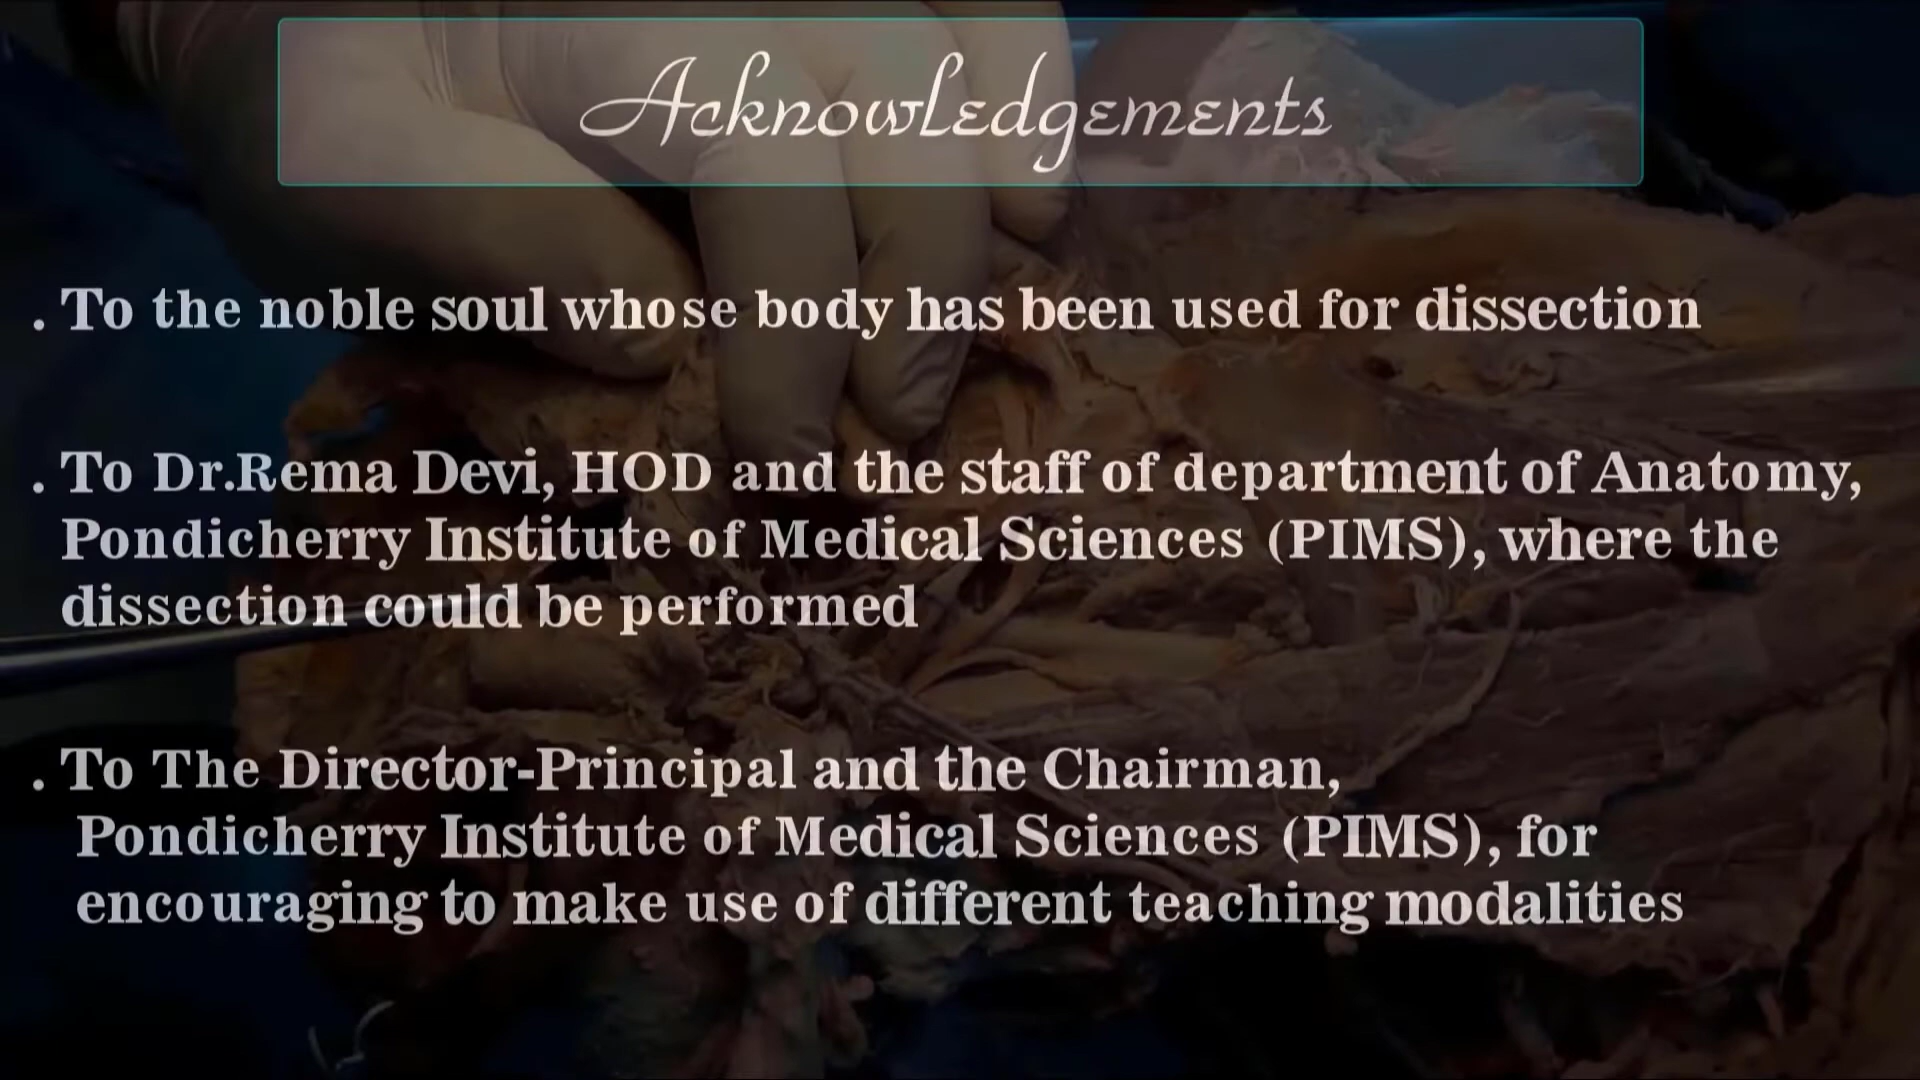 Acknowledgements
. To the noble soul whose body has been used for dissection
. To Dr.Rema Devi, HOD and the staff of department of Anatomy,
Pondicherry Institute of Medical Sciences (PIMS), where the
dissection could be performed
. To The Director-Principal and the Chairman,
Pondicherry Institute of Medical Sciences (PIMS), for
encouraging to make use of different teaching modalities